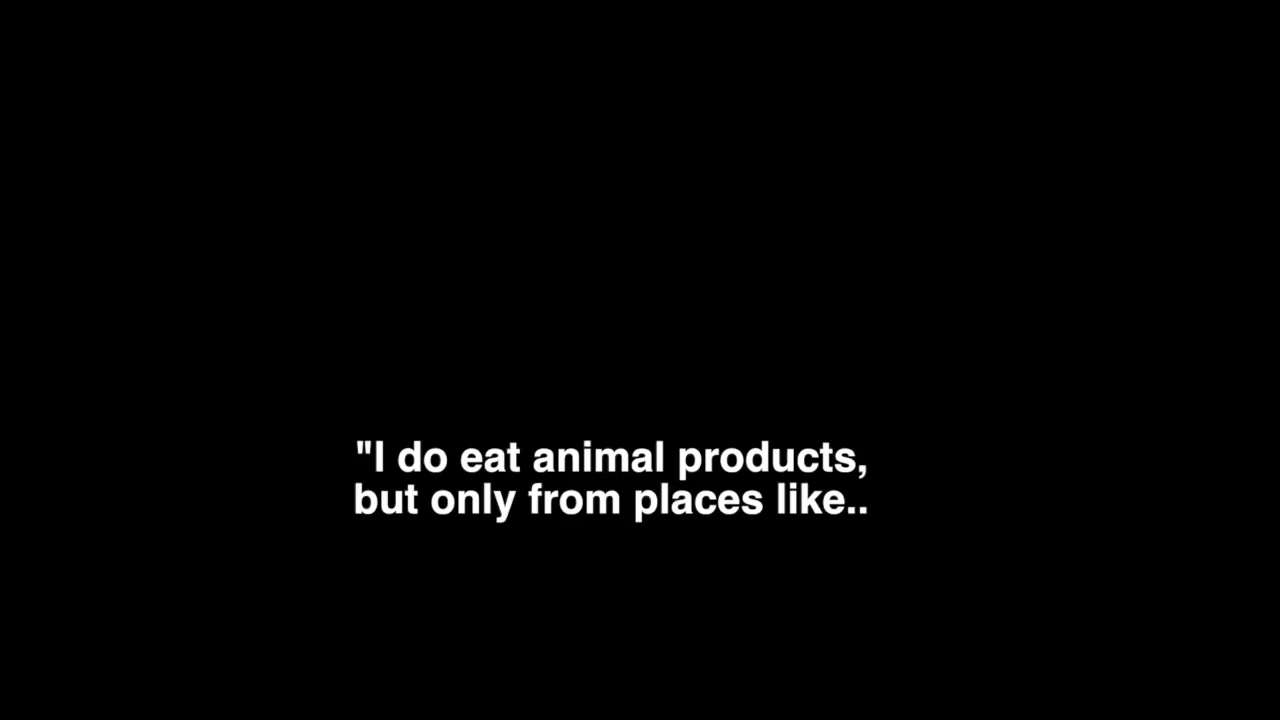 "I do eat animal products,
but only from places like..